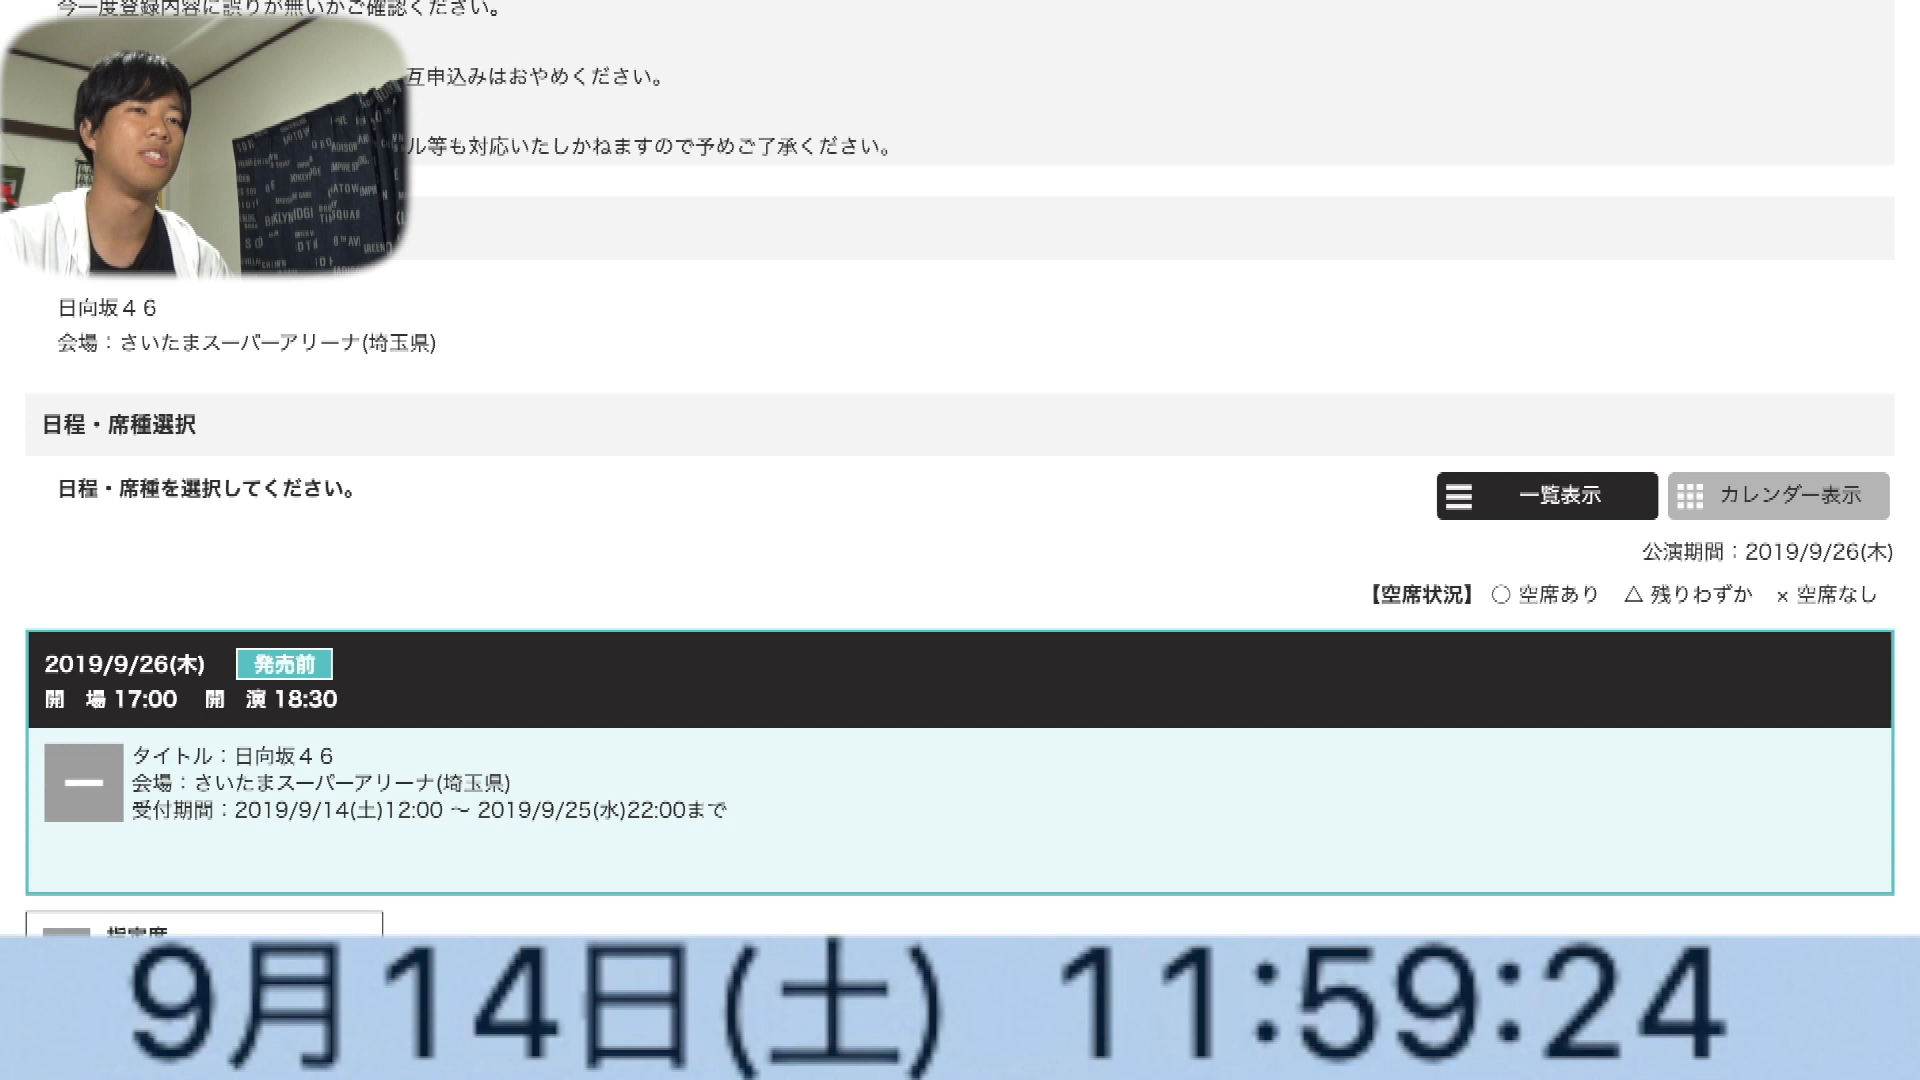 今一度登録内容に誤りが無いかご確認ください。
互申込みはおやめください。
ル等も対応いたしかねますので予めご了承ください。
日向坂４６
会場：さいたまスーパーアリーナ(埼玉県)
日程・席種選択
日程・席種を選択してください。
一覧表示 カレンダー表示
公演期間：2019/9/26(木)
【空席状況】 ○ 空席あり △ 残りわずか × 空席なし
2019/9/26(木) 発売前
開　場 17:00 開　演 18:30
タイトル：日向坂４６
会場：さいたまスーパーアリーナ(埼玉県)
受付期間：2019/9/14(土)12:00 〜 2019/9/25(水)22:00まで
指定席
9月14日(土) 11:59:24